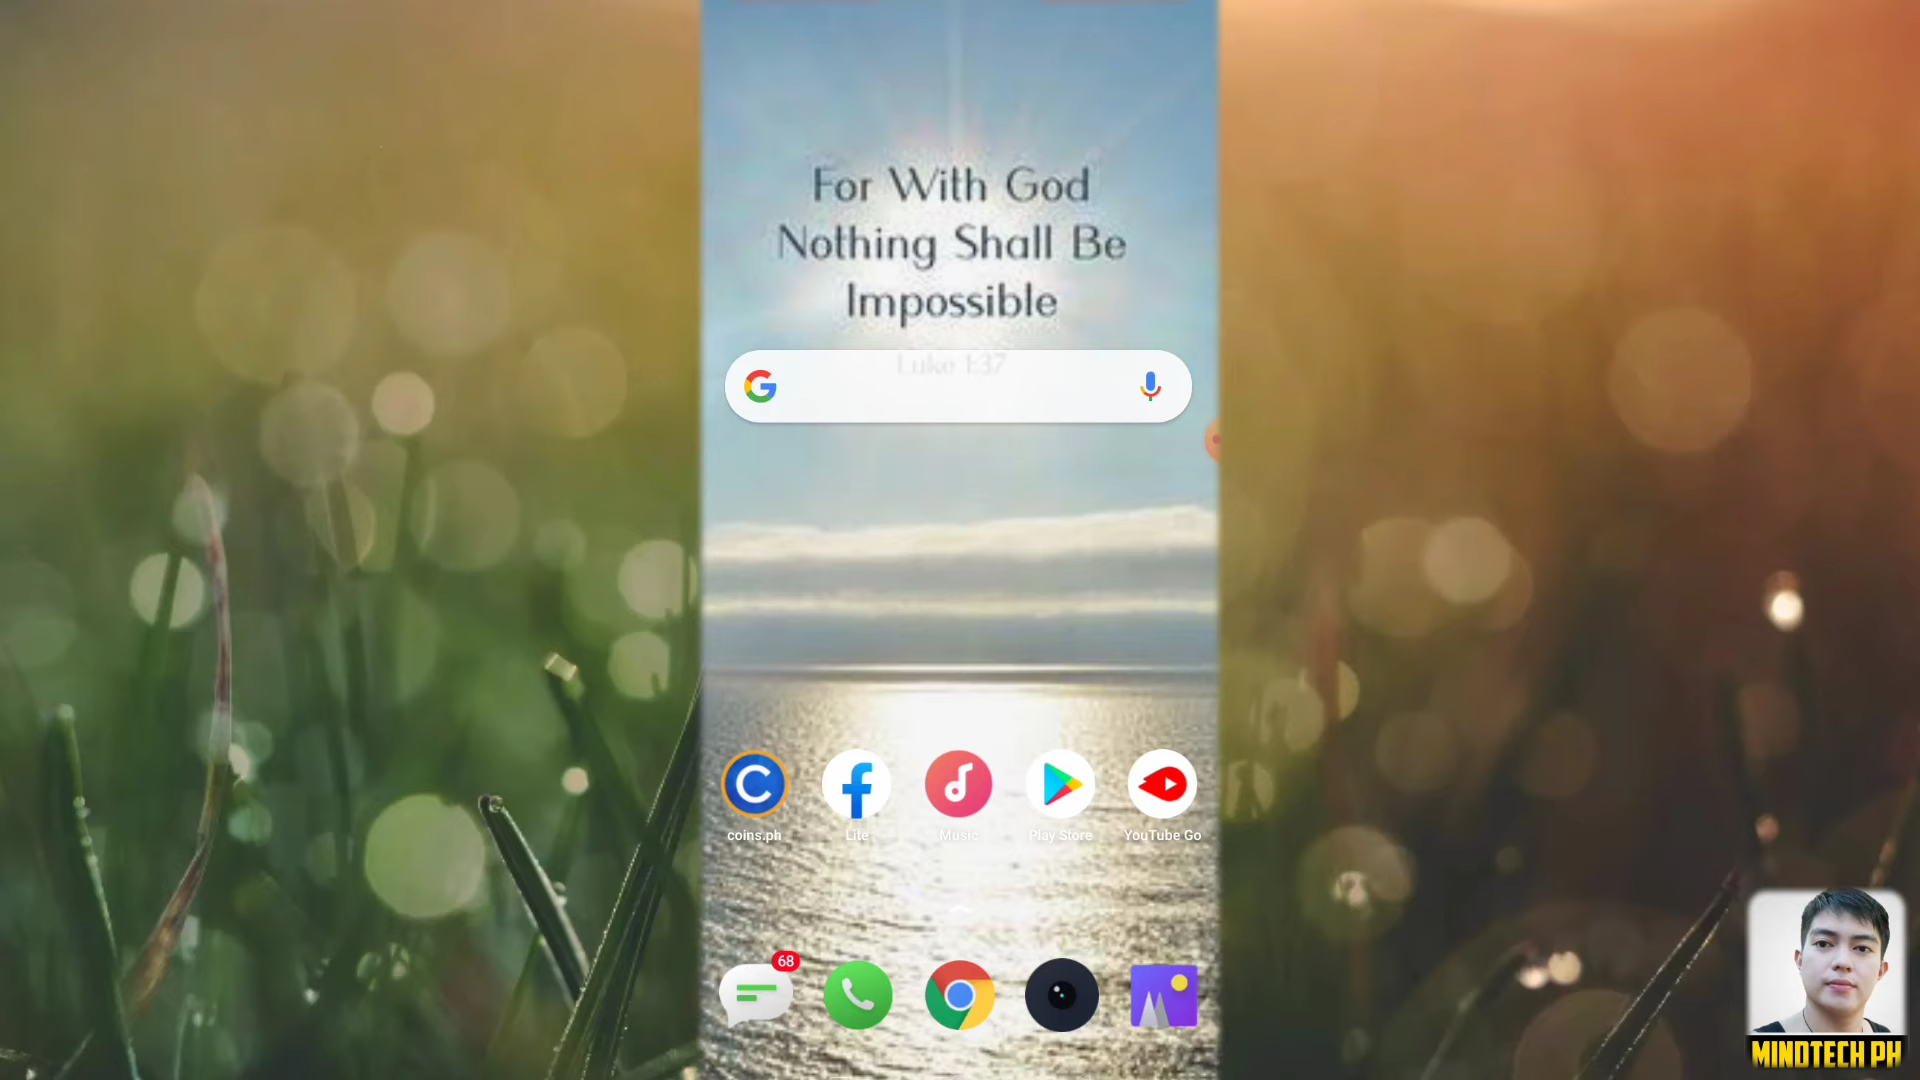 For With God
Nothing Shall Be
Impossible
Luke 1:37
coins.ph
Lite
Music
Play Store
YouTube Go
68
MINDTECH PH